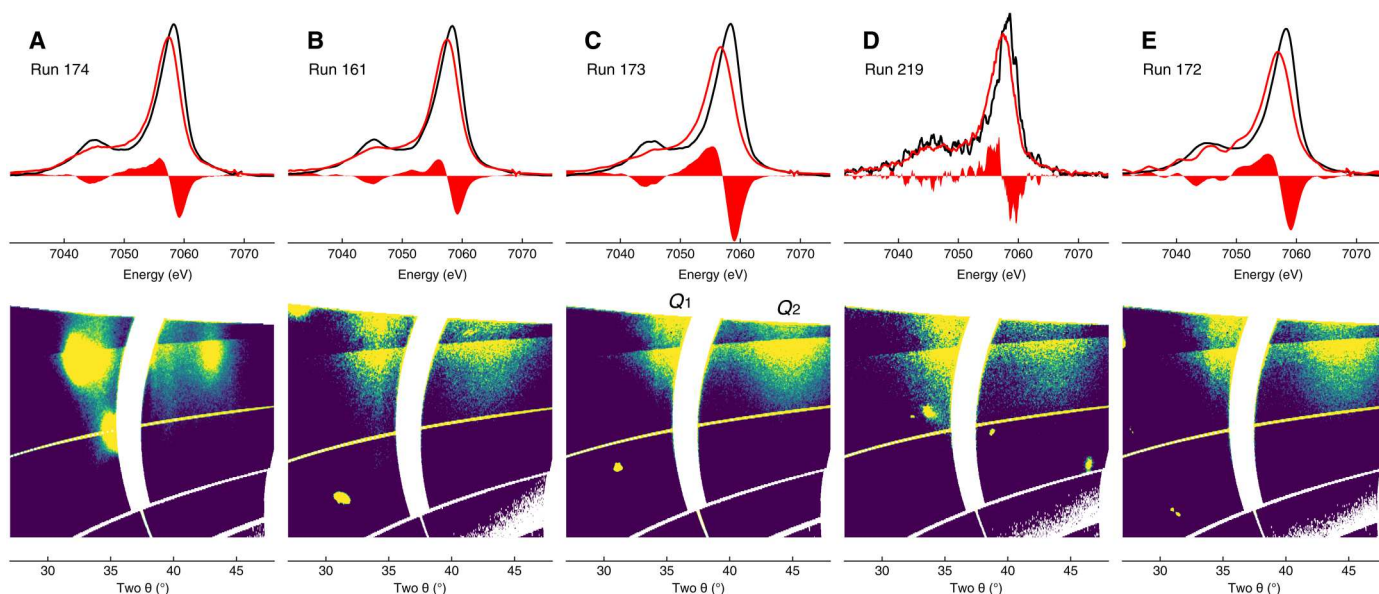 A
Run 174
B
Run 161
C
Run 173
D
Run 219
E
Run 172
7040 7050 7060 7070
7040 7050 7060 7070
7040 7050 7060 7070
7040 7050 7060 7070
7040 7050 7060 7070
Energy (eV)
Energy (eV)
Energy (eV)
Energy (eV)
Energy (eV)
Q1
Q2
30 35 40 45
30 35 40 45
30 35 40 45
30 35 40 45
30 35 40 45
Two θ (°)
Two θ (°)
Two θ (°)
Two θ (°)
Two θ (°)